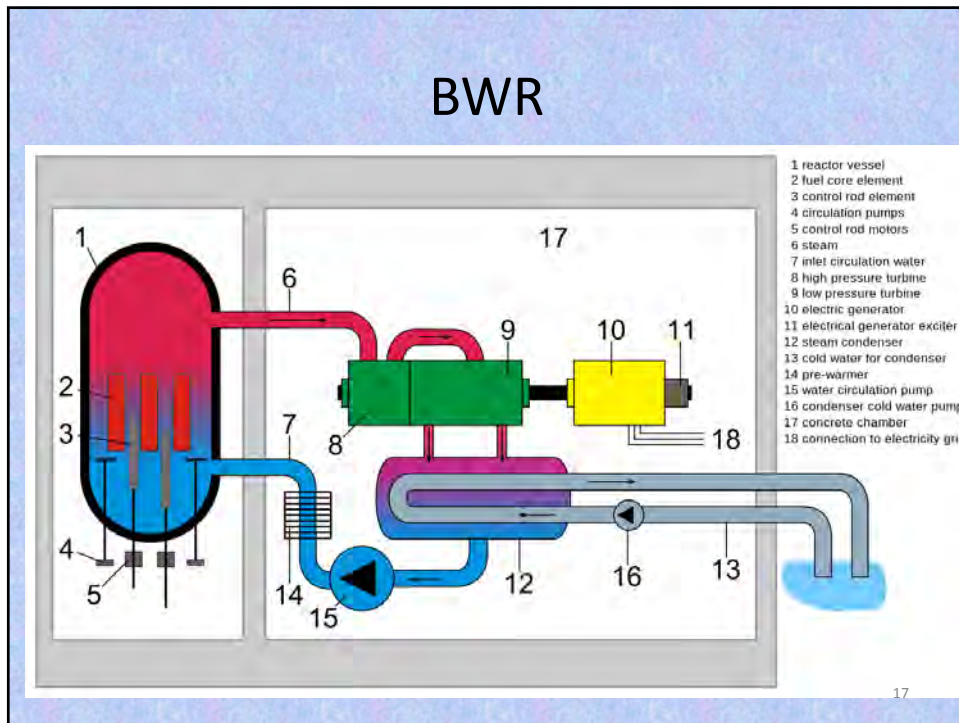 BWR
1 reactor vessel
2 fuel core element
3 control rod element
4 circulation pumps
5 control rod motors
6 steam
7 inlet circulation water
8 high pressure turbine
9 low pressure turbine
10 electric generator
11 electrical generator exciter
12 steam condenser
13 cold water for condenser
14 pre-warmer
15 water circulation pump
16 condenser cold water pump
17 concrete chamber
18 connection to electricity gri
1
17
6
9
10
11
2
3
7
8
18
4
5
14
15
12
16
13
17